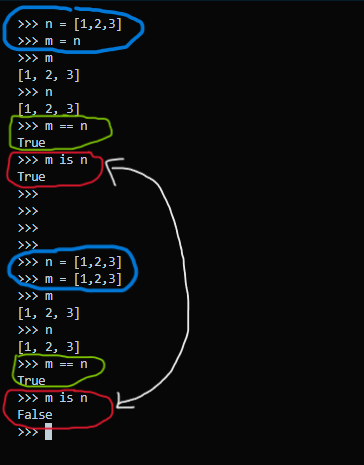 >>> n = [1,2,3]
>>> m = n
>>> m
[1, 2, 3]
>>> n
[1, 2, 3]
>>> m == n
True
>>> m is n
True
>>>
>>>
>>>
>>>
>>> n = [1,2,3]
>>> m = [1,2,3]
>>> m
[1, 2, 3]
>>> n
[1, 2, 3]
>>> m == n
True
>>> m is n
False
>>>